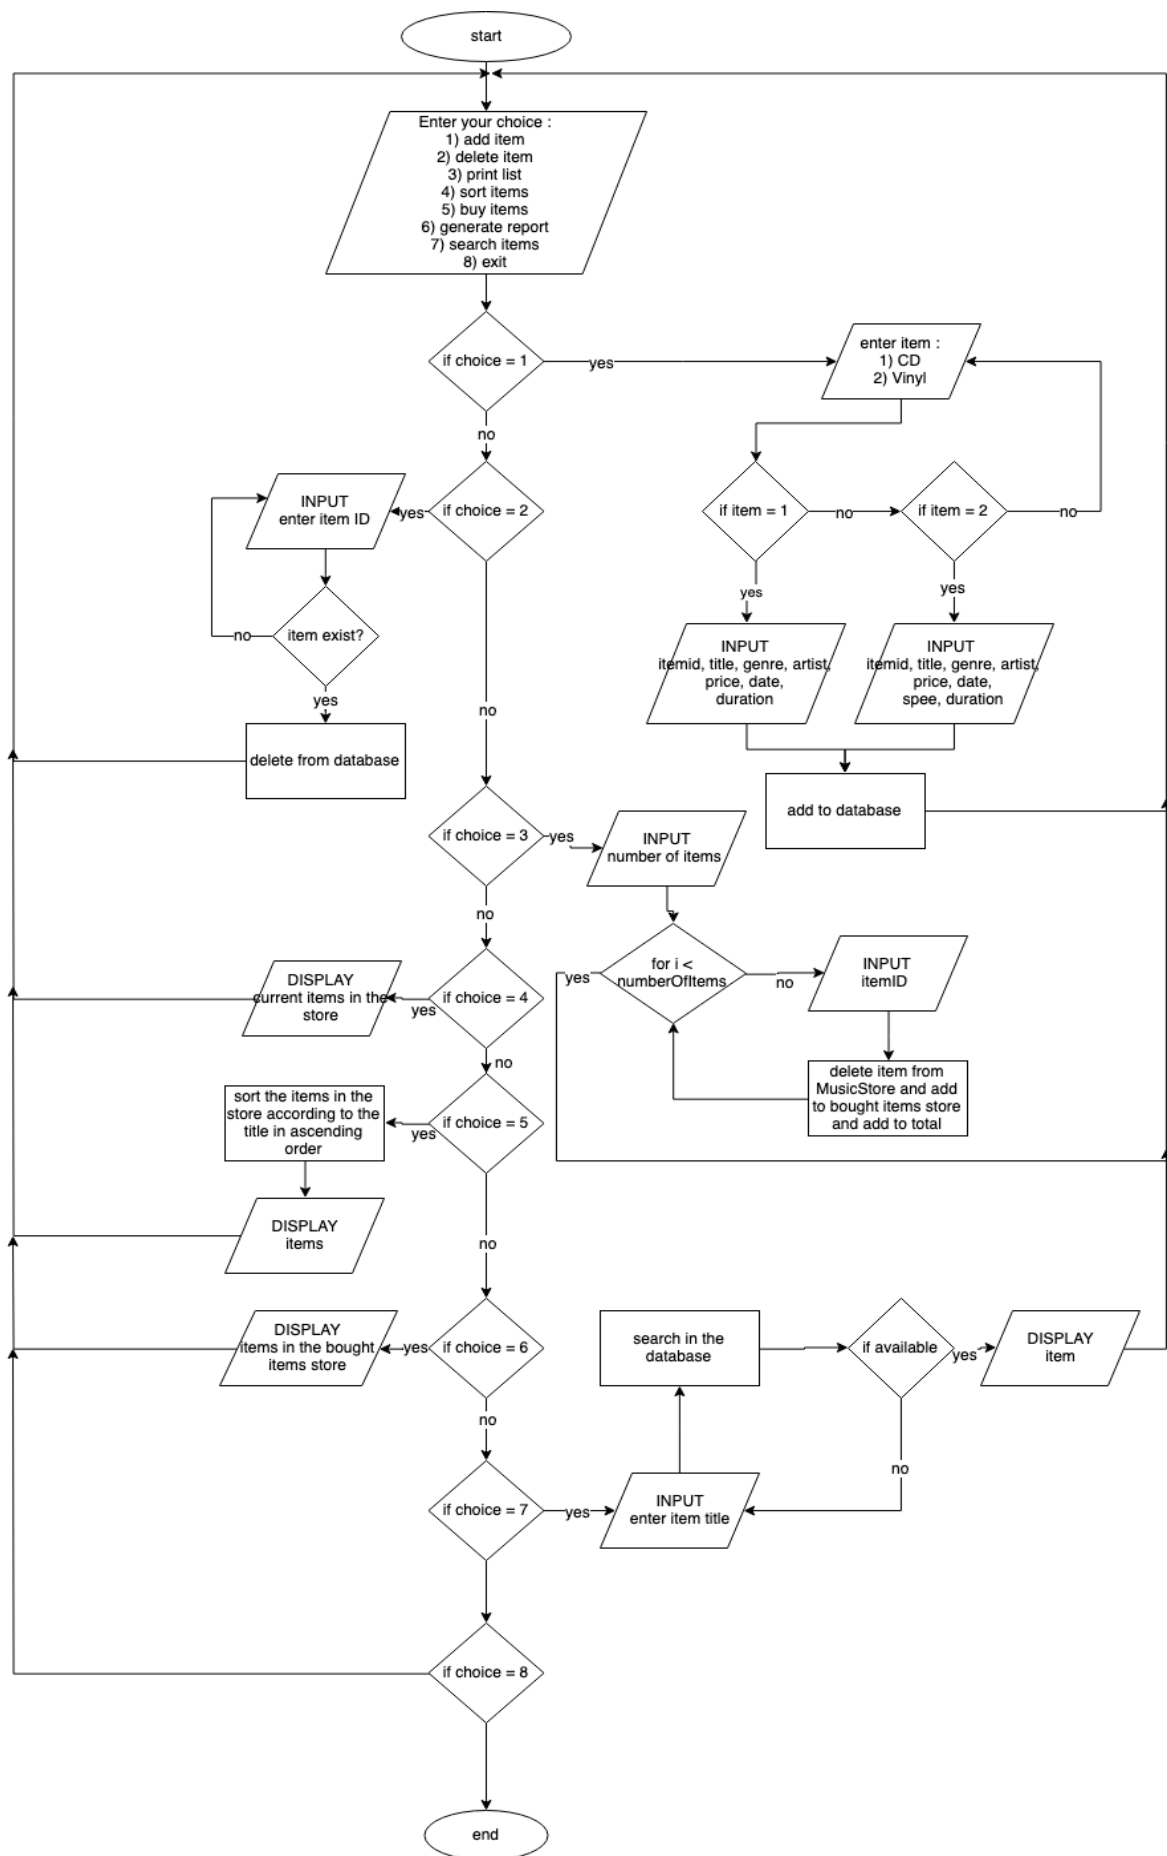 start
Enter your choice :
1) add item
2) delete item
3) print list
4) sort items
5) buy items
6) generate report
7) search items
8) exit
if choice = 1
yes
enter item :
1) CD
2) Vinyl
no
INPUT
enter item ID
yes
if choice = 2
if item = 1
no
if item = 2
no
no
item exist?
yes
yes
INPUT
itemid, title, genre, artist,
price, date,
duration
INPUT
itemid, title, genre, artist,
price, date,
spee, duration
yes
no
delete from database
add to database
if choice = 3
yes
INPUT
number of items
no
for i <
numberOfItems
yes
no
INPUT
itemID
DISPLAY
current items in the
store
yes
if choice = 4
no
delete item from
MusicStore and add
to bought items store
and add to total
sort the items in the
store according to the
title in ascending
order
yes
if choice = 5
DISPLAY
items
no
DISPLAY
items in the bought
items store
yes
if choice = 6
search in the
database
if available
yes
DISPLAY
item
no
no
if choice = 7
yes
INPUT
enter item title
if choice = 8
end